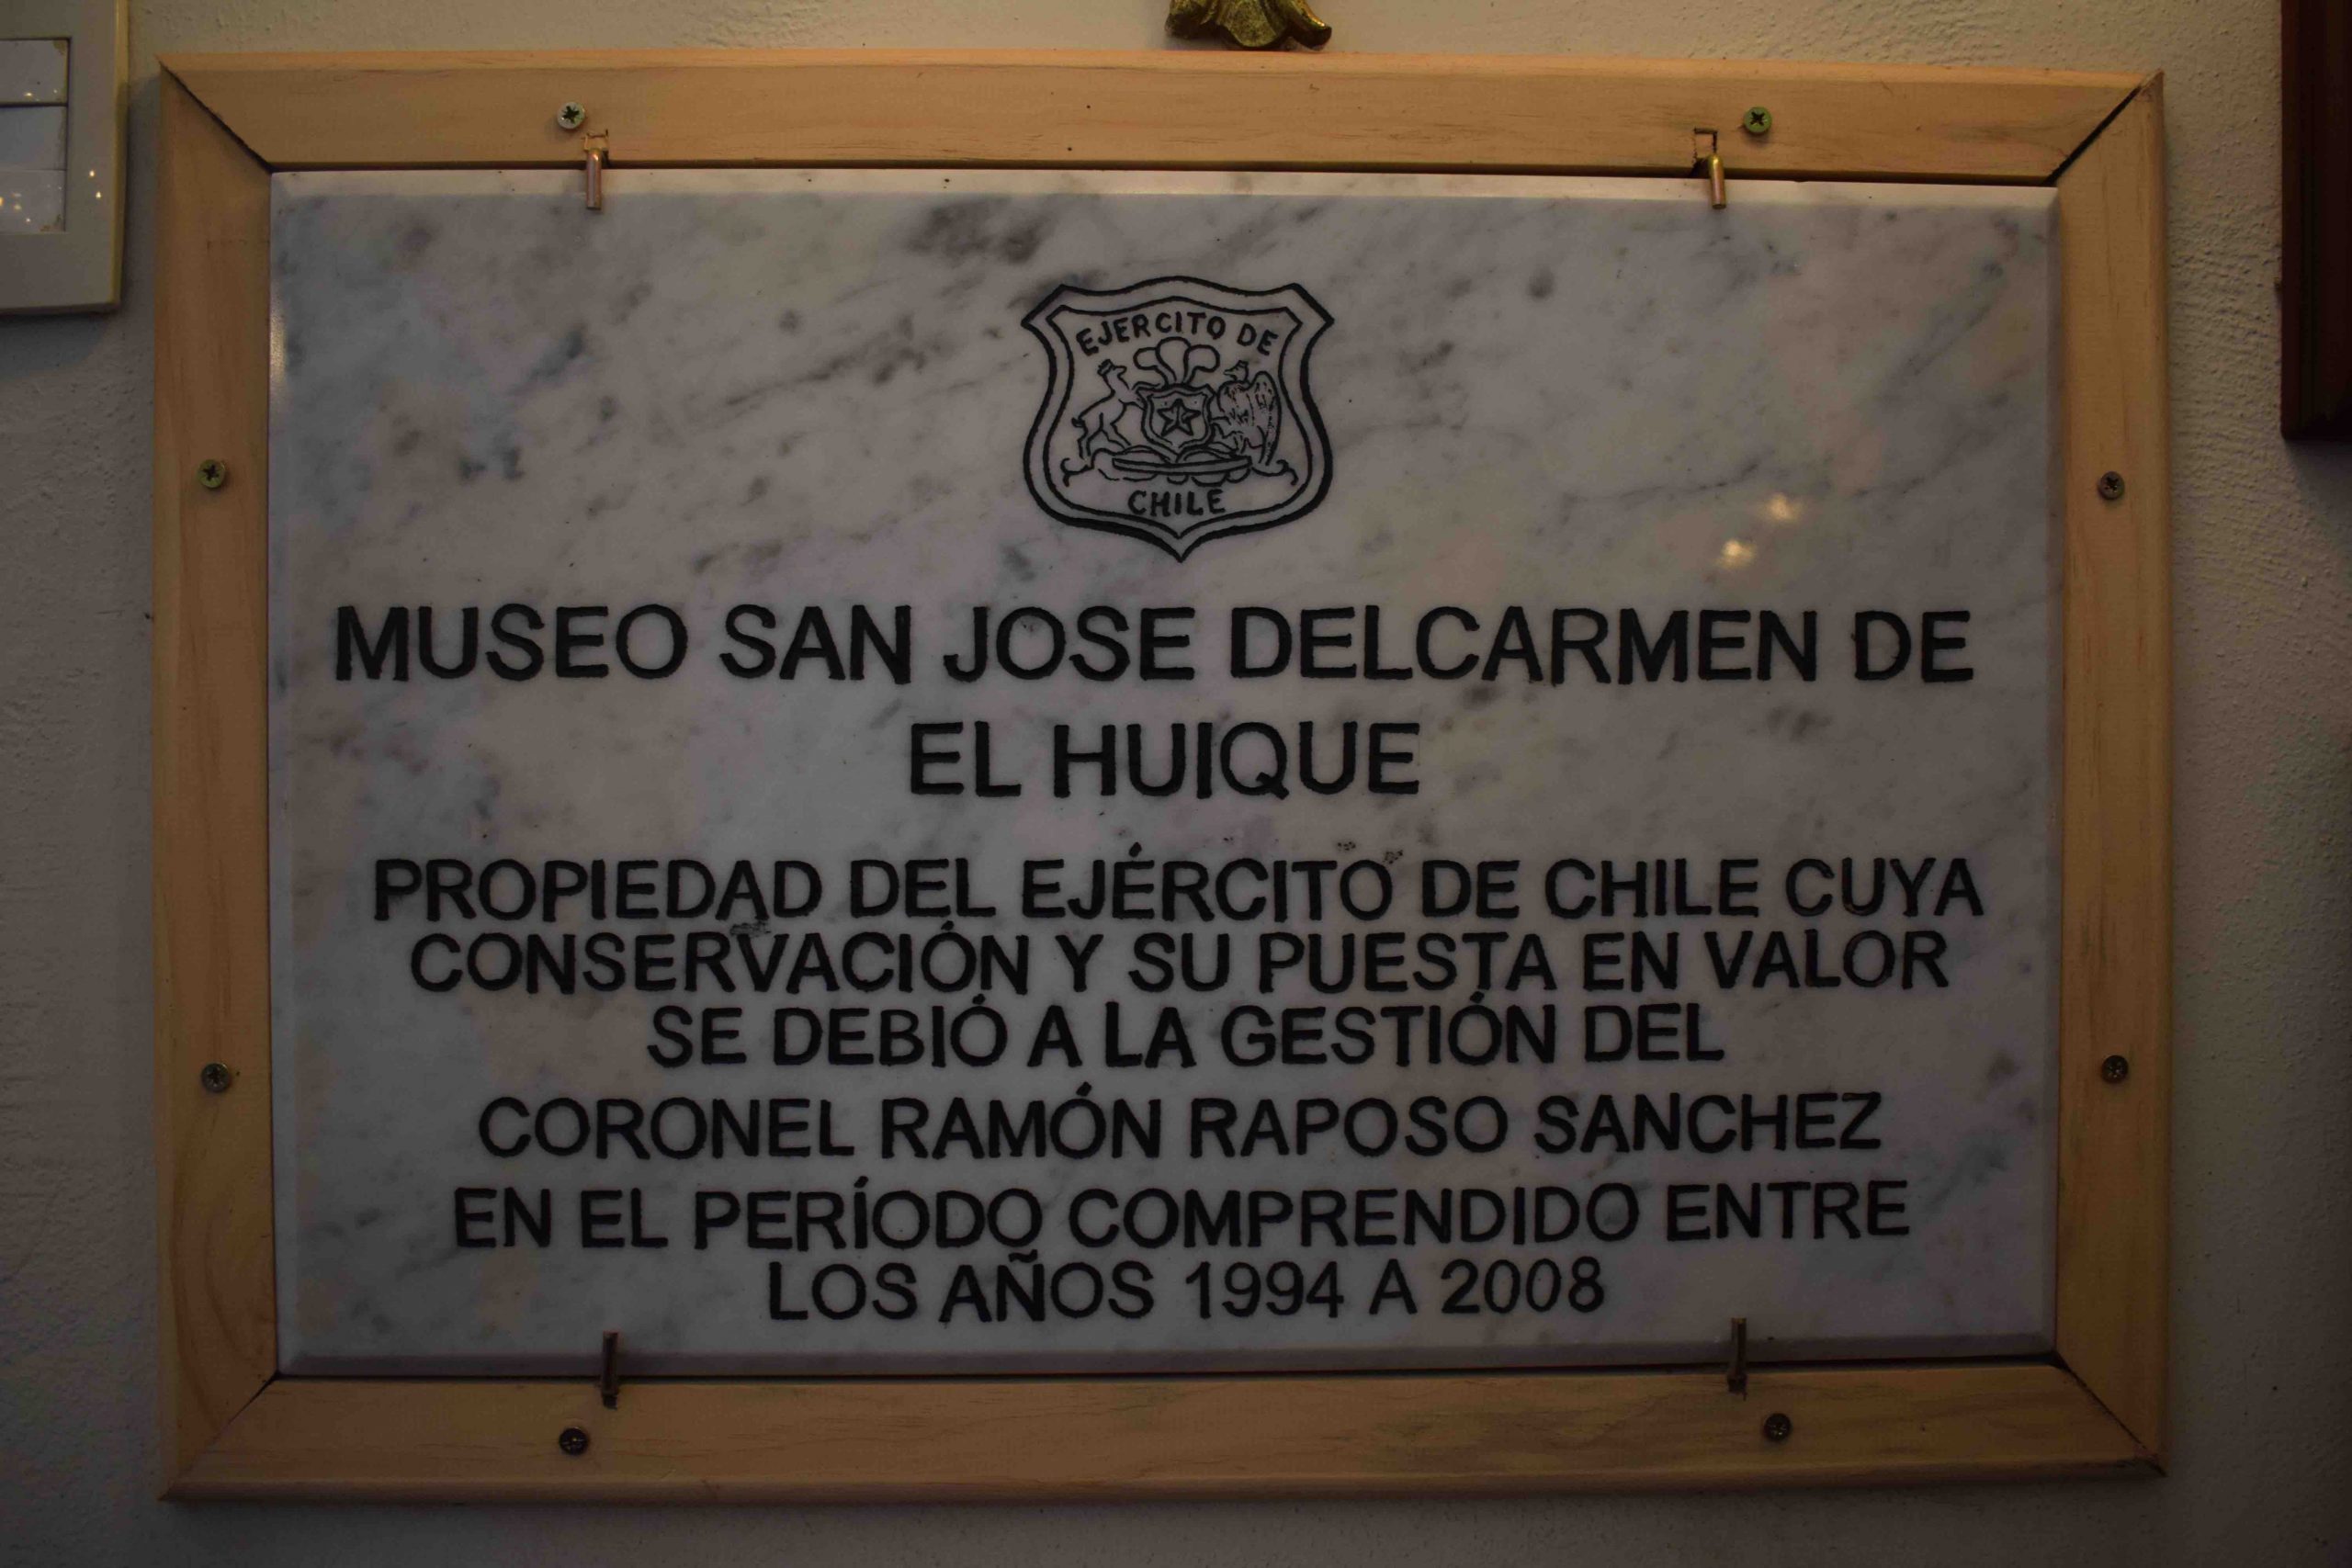 EJERCITO DE
CHILE
MUSEO SAN JOSE DELCARMEN DE
EL HUIQUE
PROPIEDAD DEL EJÉRCITO DE CHILE CUYA
CONSERVACIÓN Y SU PUESTA EN VALOR
SE DEBIÓ A LA GESTIÓN DEL
CORONEL RAMÓN RAPOSO SANCHEZ
EN EL PERÍODO COMPRENDIDO ENTRE
LOS AÑOS 1994 A 2008